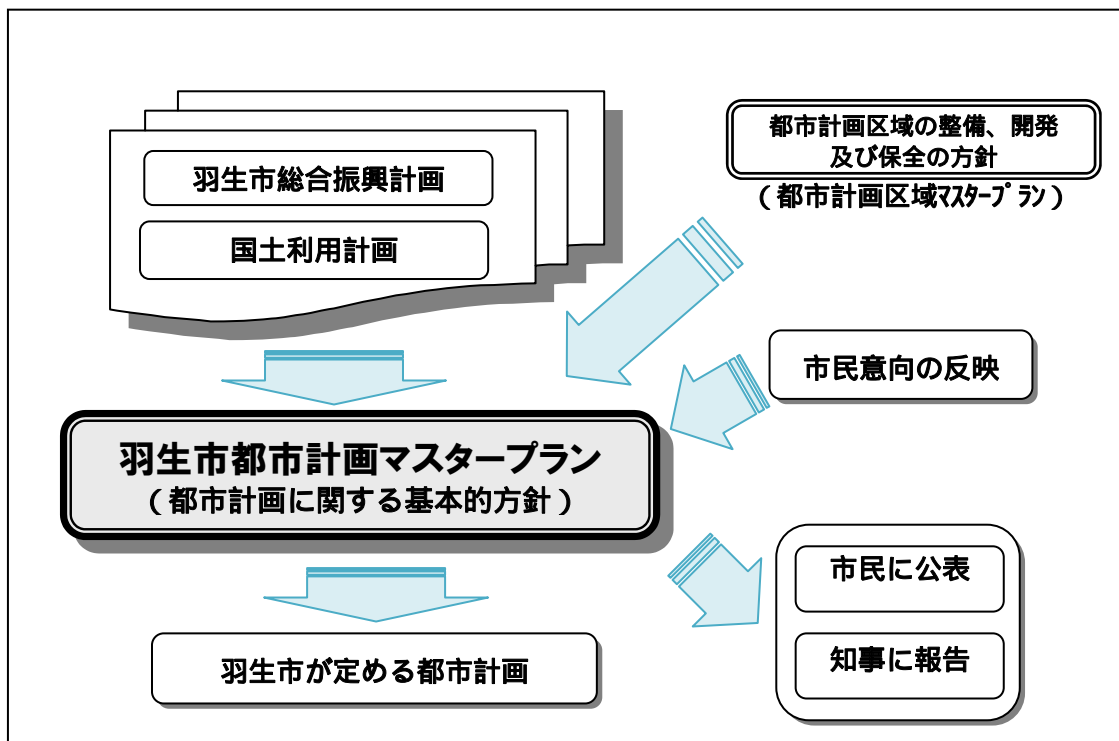 羽生市総合振興計画
国土利用計画
都市計画区域の整備、開発
及び保全の方針
（都市計画区域ﾏｽﾀｰﾌﾟﾗﾝ）
市民意向の反映
羽生市都市計画マスタープラン
（都市計画に関する基本的方針）
市民に公表
知事に報告
羽生市が定める都市計画